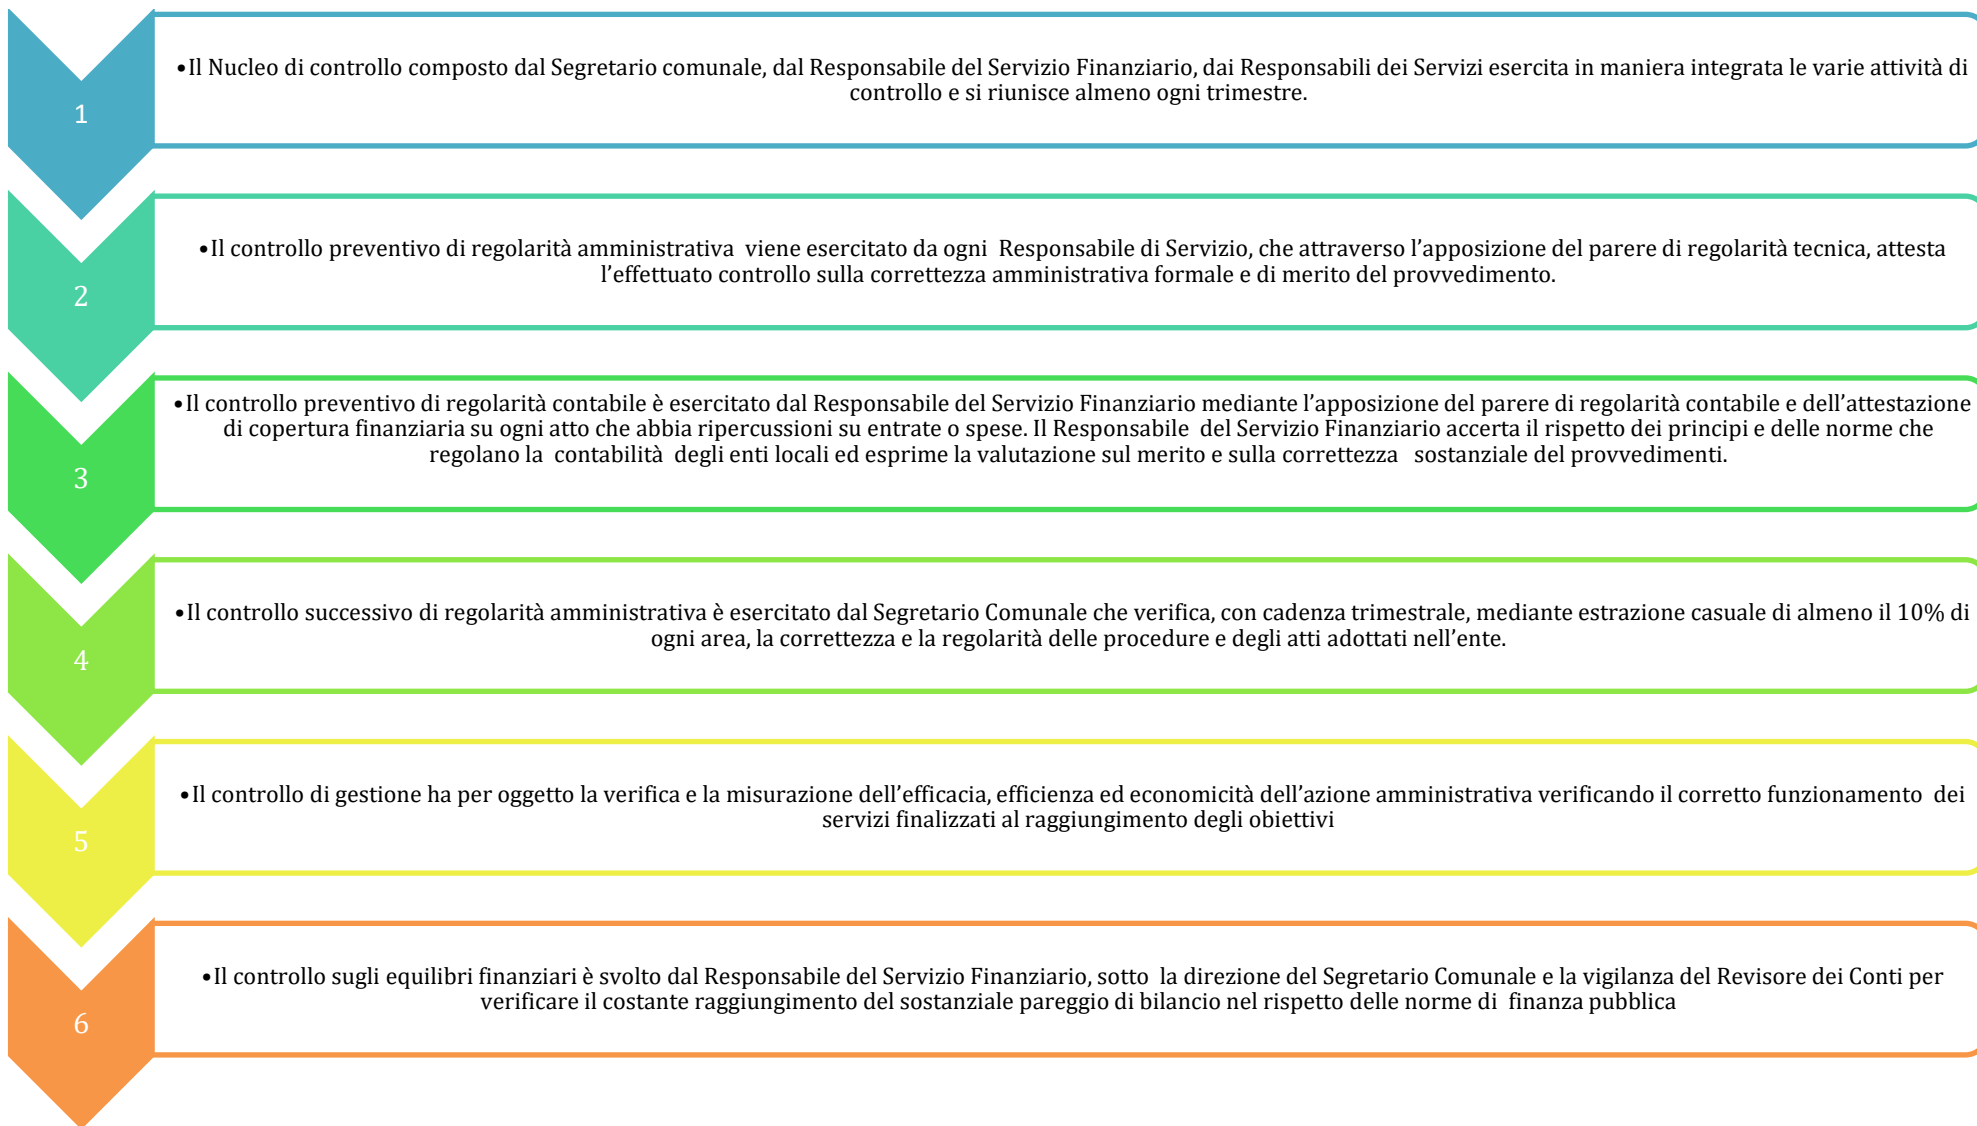 1
•Il Nucleo di controllo composto dal Segretario comunale, dal Responsabile del Servizio Finanziario, dai Responsabili dei Servizi esercita in maniera integrata le varie attività di
controllo e si riunisce almeno ogni trimestre.
2
•Il controllo preventivo di regolarità amministrativa viene esercitato da ogni Responsabile di Servizio, che attraverso l’apposizione del parere di regolarità tecnica, attesta
l’effettuato controllo sulla correttezza amministrativa formale e di merito del provvedimento.
3
•Il controllo preventivo di regolarità contabile è esercitato dal Responsabile del Servizio Finanziario mediante l’apposizione del parere di regolarità contabile e dell’attestazione
di copertura finanziaria su ogni atto che abbia ripercussioni su entrate o spese. Il Responsabile del Servizio Finanziario accerta il rispetto dei principi e delle norme che
regolano la contabilità degli enti locali ed esprime la valutazione sul merito e sulla correttezza sostanziale del provvedimenti.
4
•Il controllo successivo di regolarità amministrativa è esercitato dal Segretario Comunale che verifica, con cadenza trimestrale, mediante estrazione casuale di almeno il 10% di
ogni area, la correttezza e la regolarità delle procedure e degli atti adottati nell’ente.
5
•Il controllo di gestione ha per oggetto la verifica e la misurazione dell’efficacia, efficienza ed economicità dell’azione amministrativa verificando il corretto funzionamento dei
servizi finalizzati al raggiungimento degli obiettivi
6
•Il controllo sugli equilibri finanziari è svolto dal Responsabile del Servizio Finanziario, sotto la direzione del Segretario Comunale e la vigilanza del Revisore dei Conti per
verificare il costante raggiungimento del sostanziale pareggio di bilancio nel rispetto delle norme di finanza pubblica